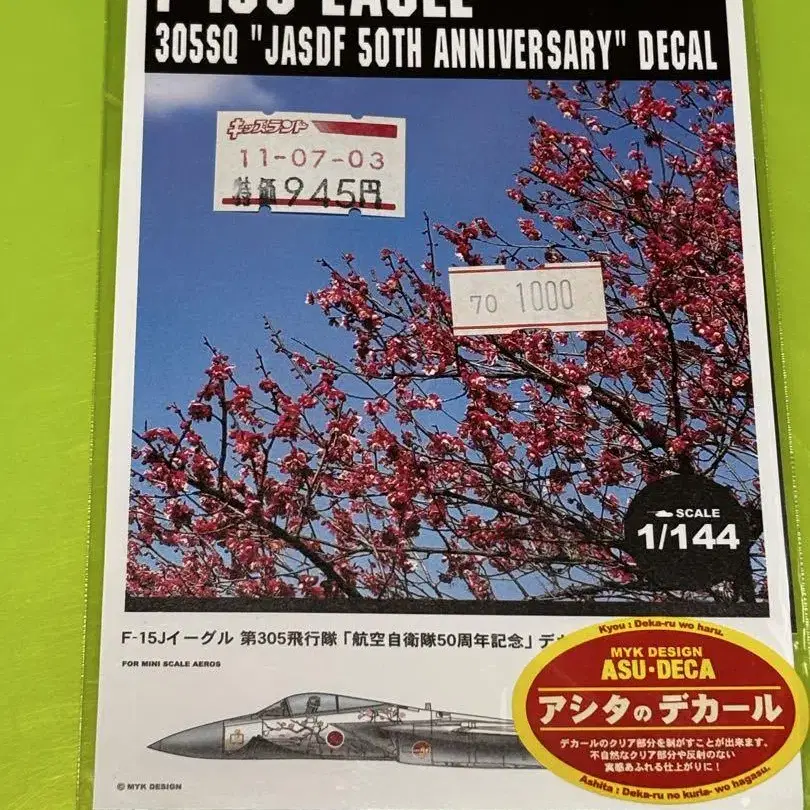 F-15J EAGLE
305SQ "JASDF 50TH ANNIVERSARY" DECAL
キッズランド
11-07-03
特価945円
70 1000
SCALE
1/144
F-15Jイーグル 第305飛行隊「航空自衛隊50周年記念」デカ
FOR MINI SCALE AEROS
Kyou : Deka-ru wo haru.
MYK DESIGN
ASU・DECA
アシタのデカール
デカールのクリア部分を剥がすことが出来ます。
不自然なクリア部分や反射のない
実感あふれる仕上がりに!
Ashita : Deka-ru no kuria- wo hagasu.
© MYK DESIGN